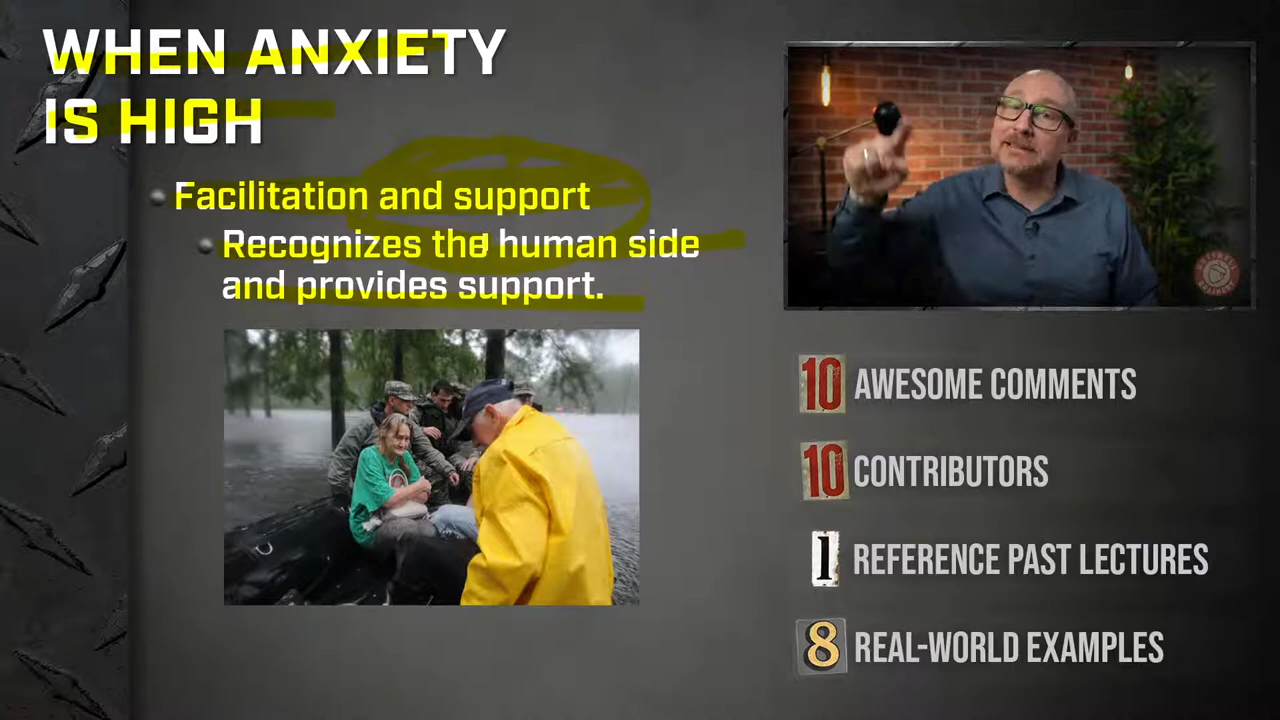 WHEN ANXIETY
IS HIGH
Facilitation and support
Recognizes the human side
and provides support.
10 AWESOME COMMENTS
10 CONTRIBUTORS
1 REFERENCE PAST LECTURES
8 REAL-WORLD EXAMPLES